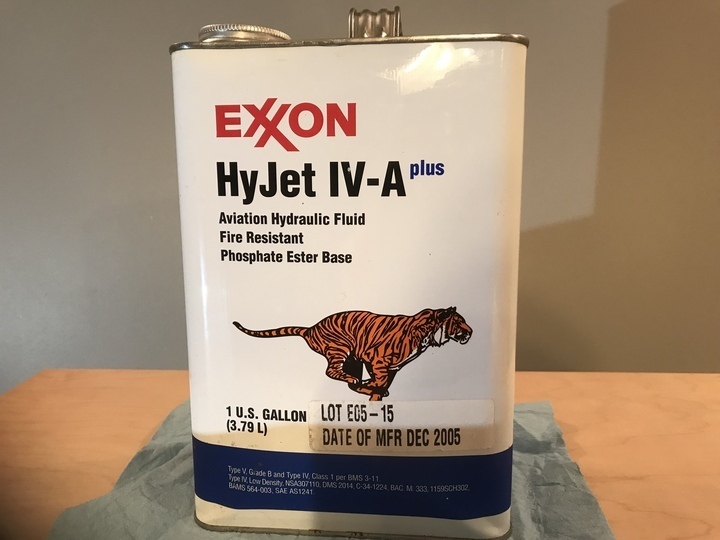 EXXON
HyJet IV-A plus
Aviation Hydraulic Fluid
Fire Resistant
Phosphate Ester Base
1 U.S. GALLON
(3.79 L)
LOT E05-15
DATE OF MFR DEC 2005
Type V, Grade B and Type IV, Class 1 per BMS 3-11,
Type IV, Low Density, NSA307110, DMS 2014, C-34-1224, BAC. M. 333, 1159SCH302,
BAMS 564-003, SAE AS1241